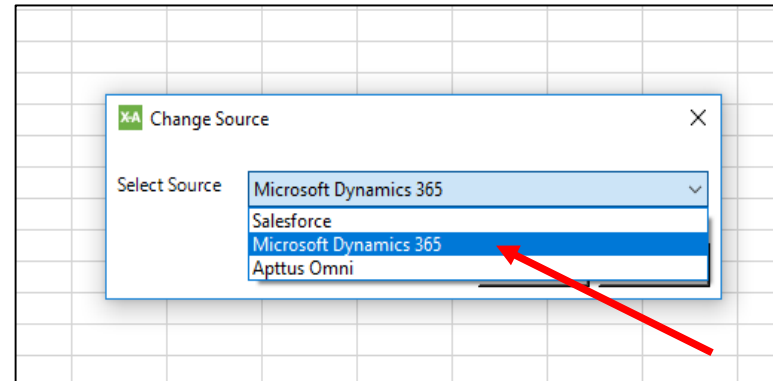 X-A Change Source
Select Source Microsoft Dynamics 365
Salesforce
Microsoft Dynamics 365
Apttus Omni